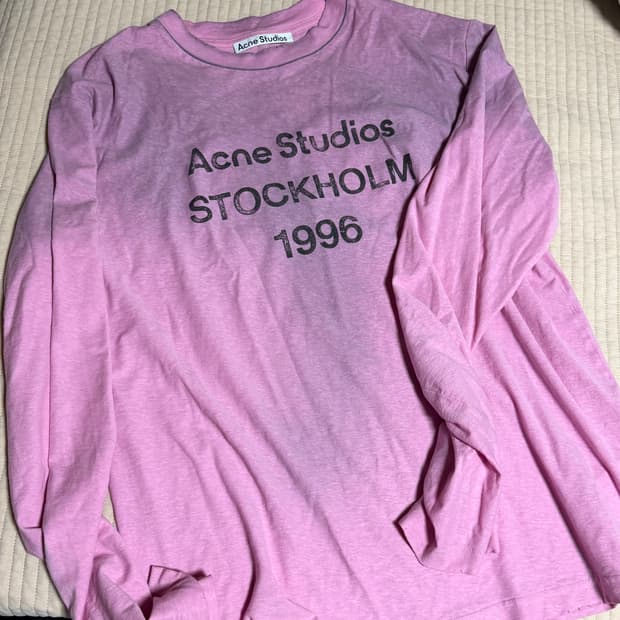 Acne Studios
Acne Studios
STOCKHOLM
1996